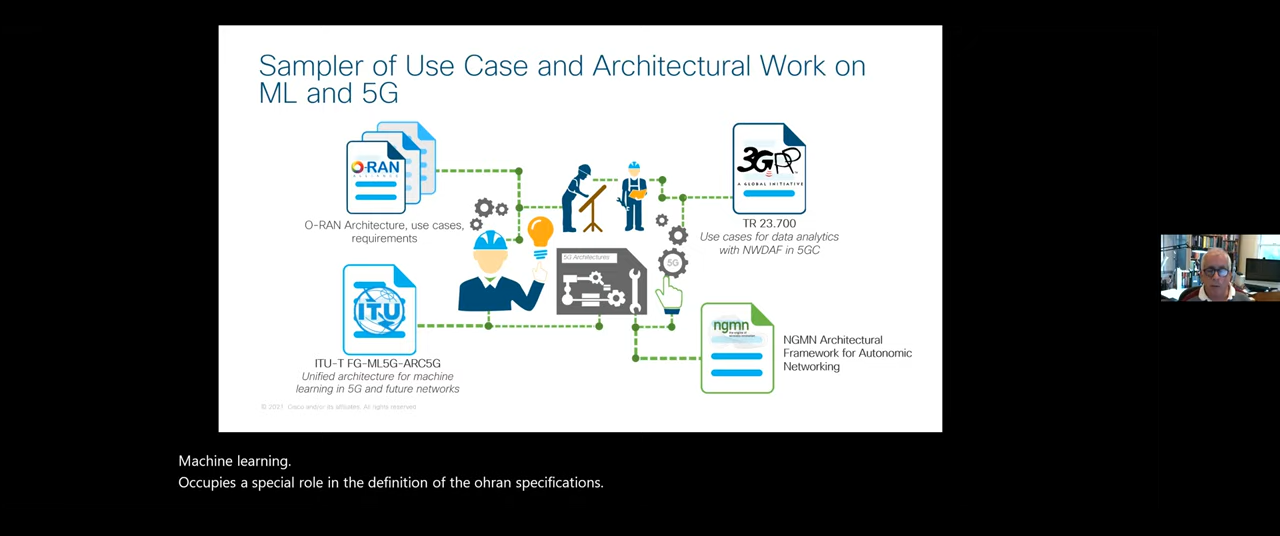 Sampler of Use Case and Architectural Work on
ML and 5G
O-RAN
ALLIANCE
O-RAN Architecture, use cases,
requirements
3GPP
A GLOBAL INITIATIVE
TR 23.700
Use cases for data analytics
with NWDAF in 5GC
5G Architectures
5G
ITU
ITU-T FG-ML5G-ARC5G
Unified architecture for machine
learning in 5G and future networks
ngmn
NGMN Architectural
Framework for Autonomic
Networking
© 2021 Cisco and/or its affiliates. All rights reserved.
Machine learning.
Occupies a special role in the definition of the ohran specifications.